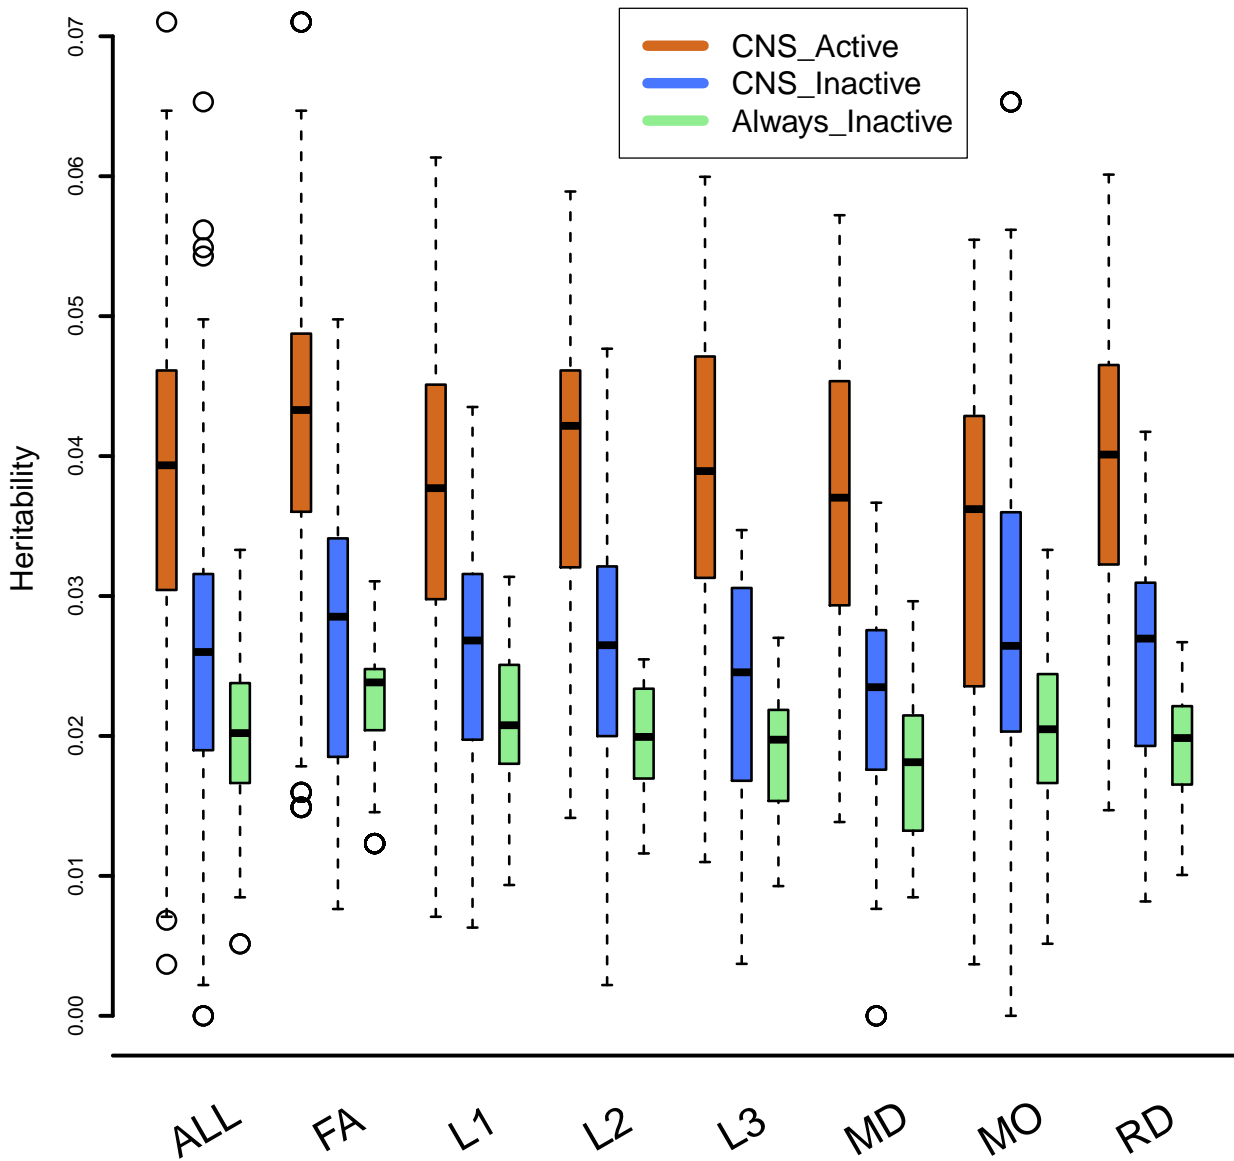 CNS_Active
CNS_Inactive
Always_Inactive
Heritability
0.07
0.06
0.05
0.04
0.03
0.02
0.01
0.00
ALL FA L1 L2 L3 MD MO RD